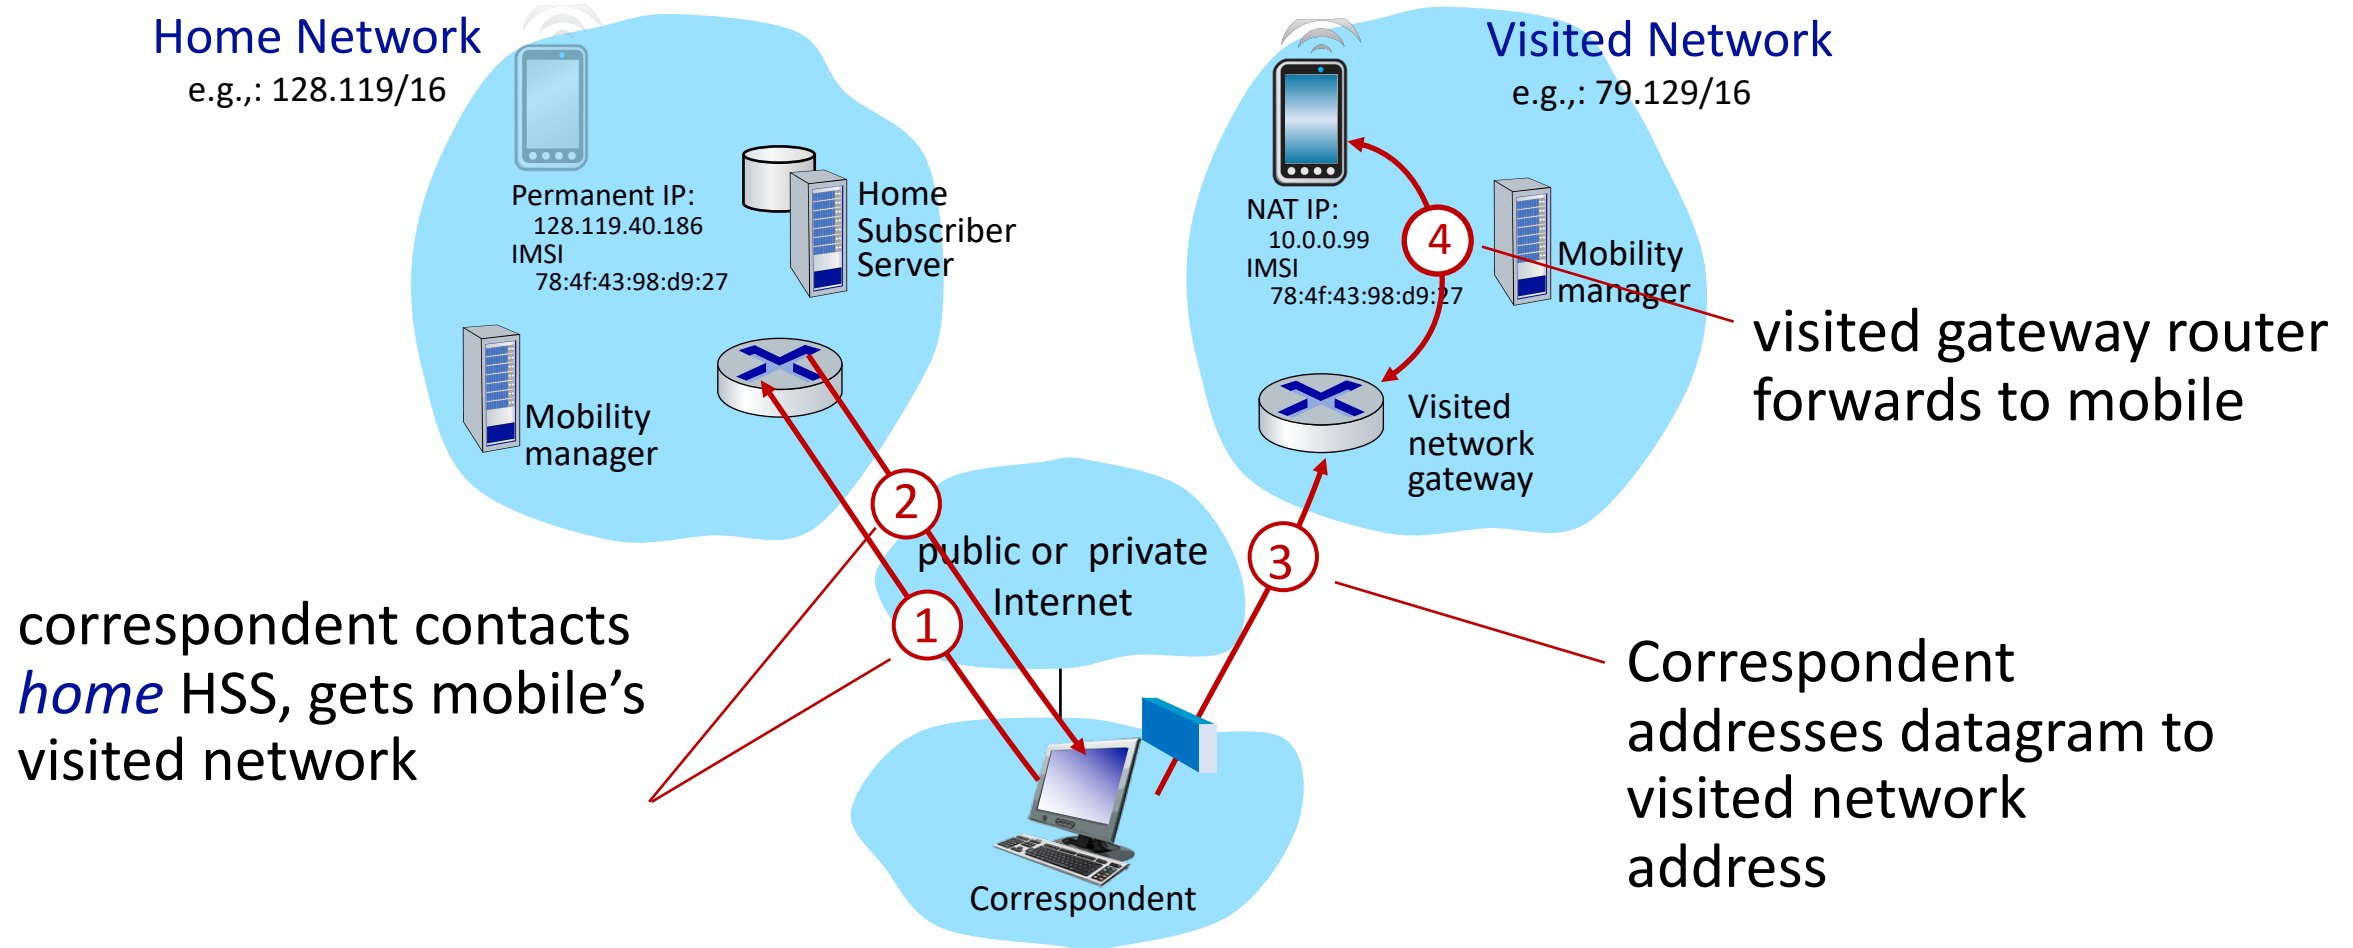 Home Network
e.g.,: 128.119/16
Permanent IP:
128.119.40.186
IMSI
78:4f:43:98:d9:27
Home
Subscriber
Server
Mobility
manager
Visited Network
e.g.,: 79.129/16
NAT IP:
10.0.0.99
IMSI
78:4f:43:98:d9:27
4
Mobility
manager
Visited
network
gateway
visited gateway router
forwards to mobile
2
public or private
Internet
1
3
correspondent contacts
home HSS, gets mobile’s
visited network
Correspondent
addresses datagram to
visited network
address
Correspondent